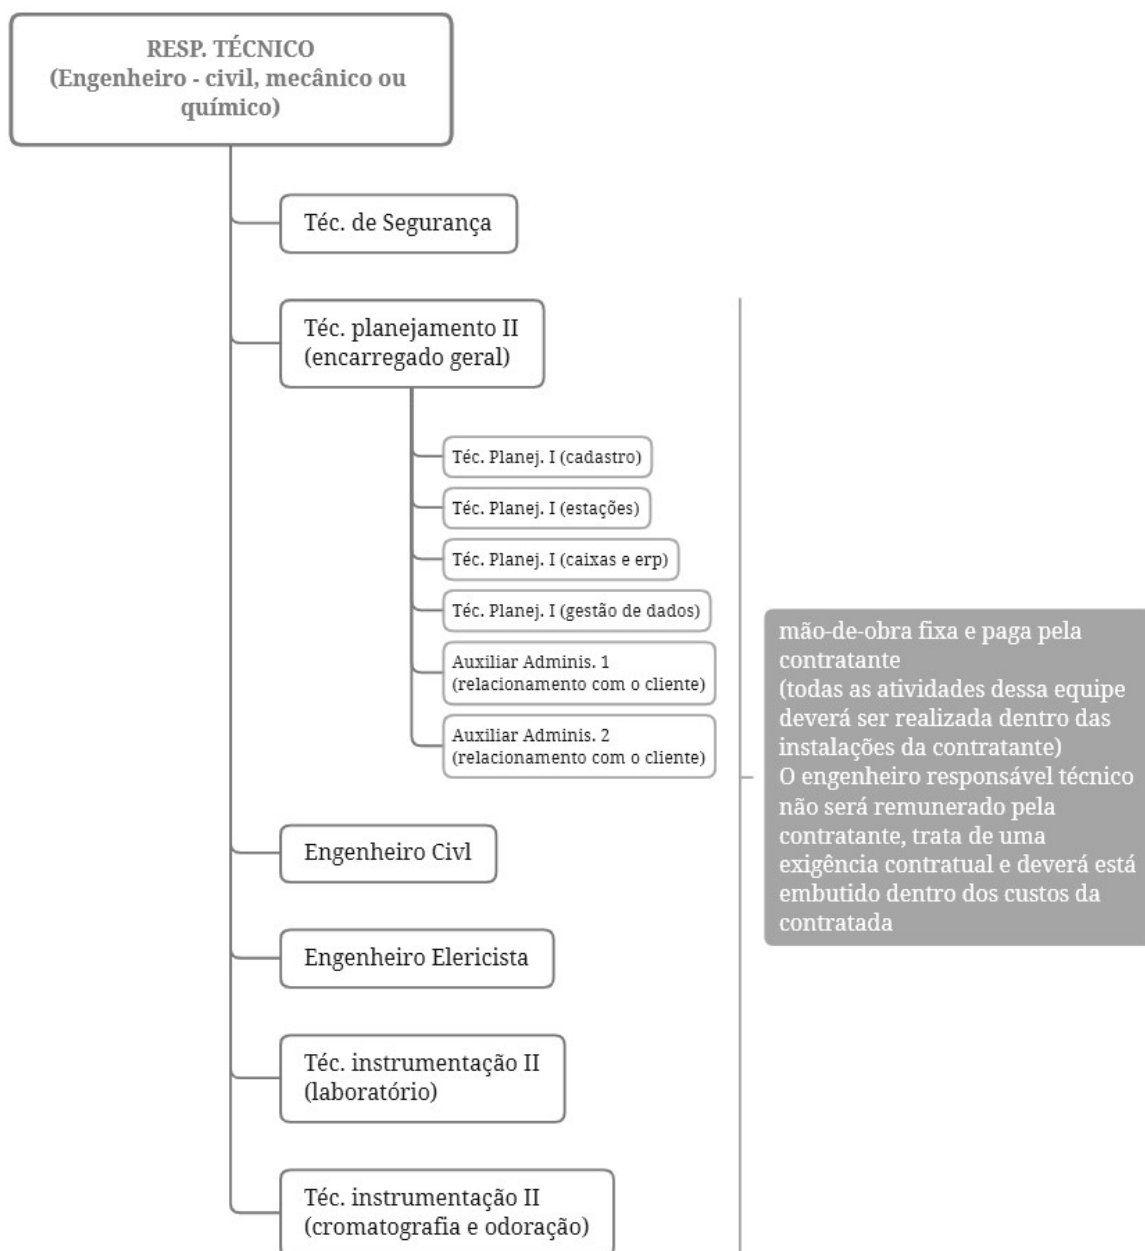 RESP. TÉCNICO
(Engenheiro - civil, mecânico ou
químico)
Téc. de Segurança
Téc. planejamento II
(encarregado geral)
Téc. Planej. I (cadastro)
Téc. Planej. I (estações)
Téc. Planej. I (caixas e erp)
Téc. Planej. I (gestão de dados)
Auxiliar Adminis. 1
(relacionamento com o cliente)
Auxiliar Adminis. 2
(relacionamento com o cliente)
Engenheiro Civl
Engenheiro Elericista
Téc. instrumentação II
(laboratório)
Téc. instrumentação II
(cromatografia e odoração)
mão-de-obra fixa e paga pela
contratante
(todas as atividades dessa equipe
deverá ser realizada dentro das
instalações da contratante)
O engenheiro responsável técnico
não será remunerado pela
contratante, trata de uma
exigência contratual e deverá está
embutido dentro dos custos da
contratada